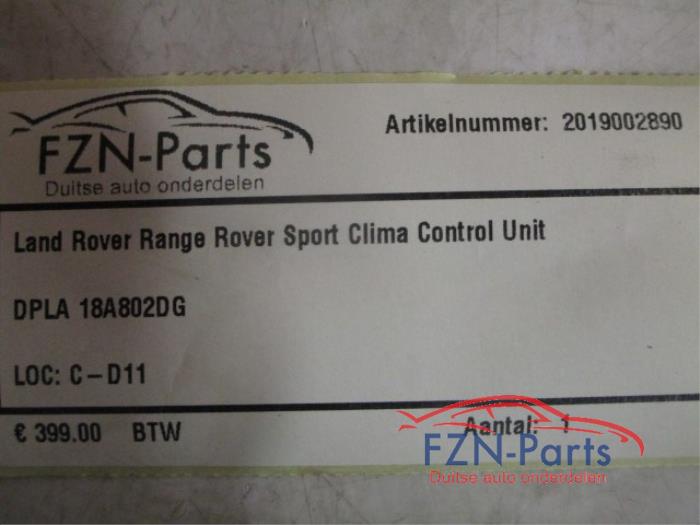 FZN-Parts
Duitse auto onderdelen
Artikelnummer: 2019002890
Land Rover Range Rover Sport Clima Control Unit
DPLA 18A802DG
LOC: C-D11
€ 399.00 BTW
Aantal: 1
FZN-Parts
Duitse auto onderdelen